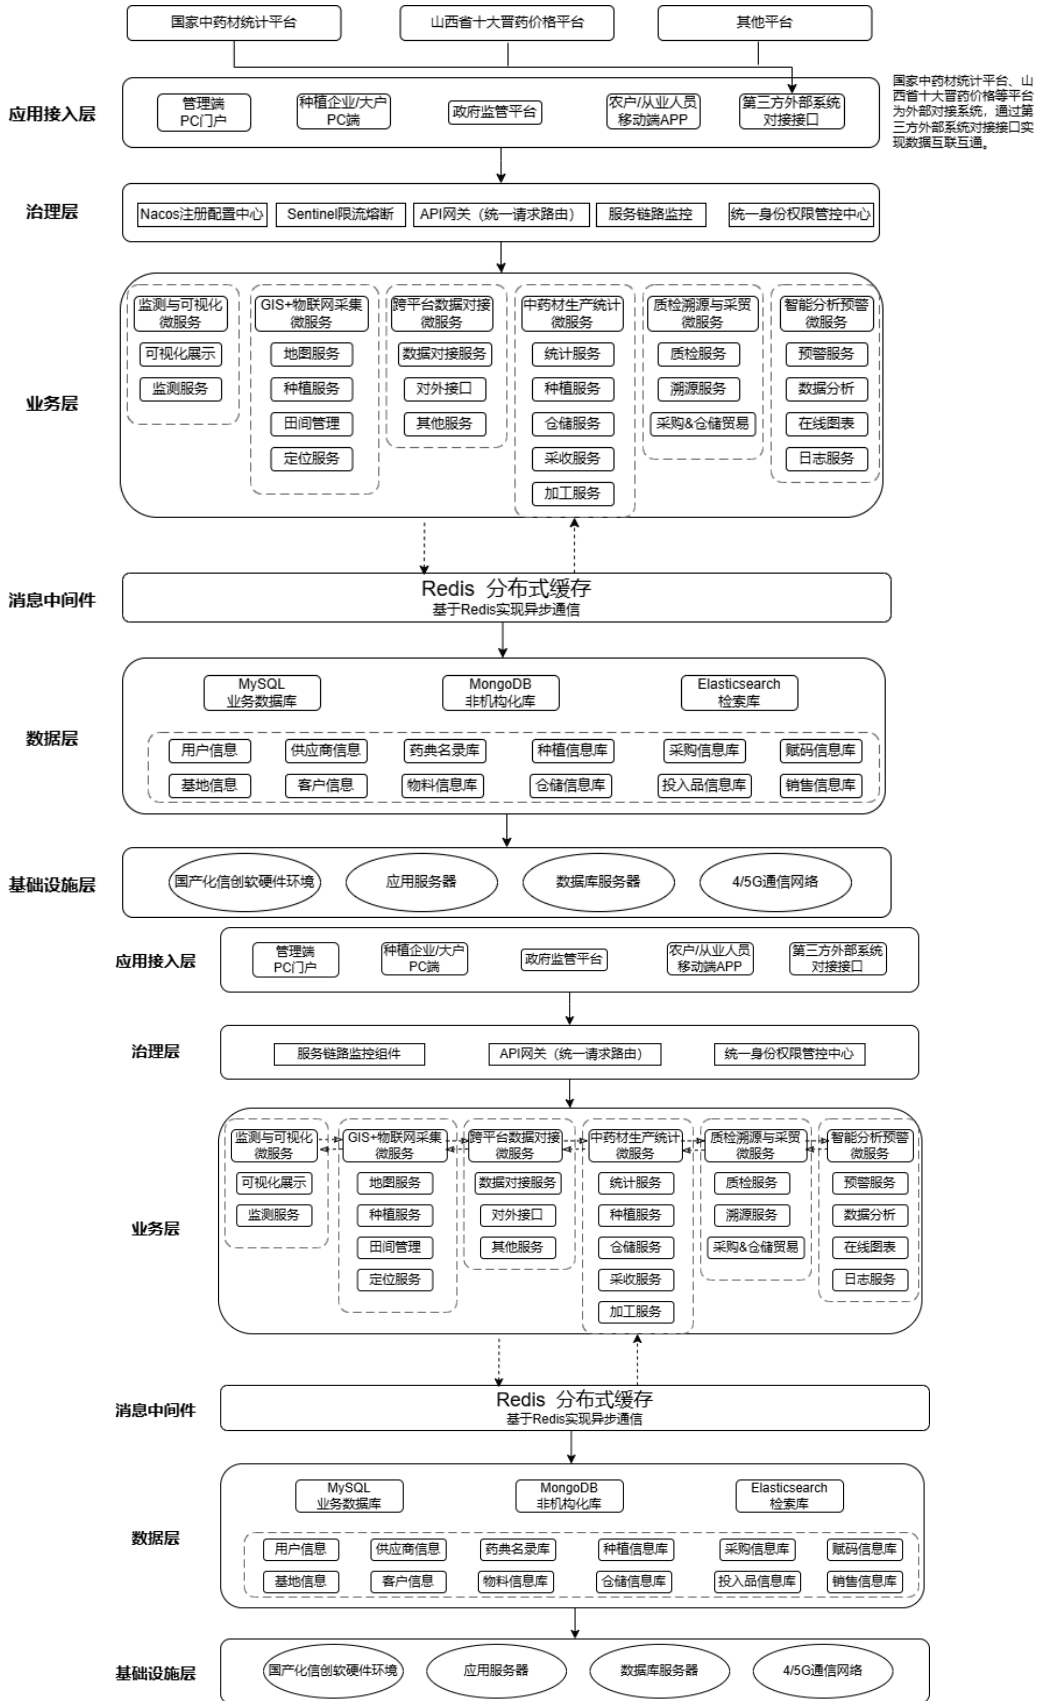 国家中药材统计平台
山西省十大晋药价格平台
其他平台
应用接入层
管理端
PC门户
种植企业/大户
PC端
政府监管平台
农户/从业人员
移动端APP
第三方外部系统
对接接口
国家中药材统计平台、山
西省十大晋药价格等平台
为外部对接系统，通过第
三方外部系统对接接口实
现数据互联互通。
治理层
Nacos注册配置中心
Sentinel限流熔断
API网关（统一请求路由）
服务链路监控
统一身份权限管控中心
业务层
监测与可视化
微服务
可视化展示
监测服务
GIS+物联网采集
微服务
地图服务
种植服务
田间管理
定位服务
跨平台数据对接
微服务
数据对接服务
对外接口
其他服务
中药材生产统计
微服务
统计服务
种植服务
仓储服务
采收服务
加工服务
质检溯源与采贸
微服务
质检服务
溯源服务
采购&仓储贸易
智能分析预警
微服务
预警服务
数据分析
在线图表
日志服务
消息中间件
Redis 分布式缓存
基于Redis实现异步通信
数据层
MySQL
业务数据库
MongoDB
非机构化库
Elasticsearch
检索库
用户信息
供应商信息
药典名录库
种植信息库
采购信息库
赋码信息库
基地信息
客户信息
物料信息库
仓储信息库
投入品信息库
销售信息库
基础设施层
国产化信创软硬件环境
应用服务器
数据库服务器
4/5G通信网络
应用接入层
管理端
PC门户
种植企业/大户
PC端
政府监管平台
农户/从业人员
移动端APP
第三方外部系统
对接接口
治理层
服务链路监控组件
API网关（统一请求路由）
统一身份权限管控中心
业务层
监测与可视化
微服务
可视化展示
监测服务
GIS+物联网采集
微服务
地图服务
种植服务
田间管理
定位服务
跨平台数据对接
微服务
数据对接服务
对外接口
其他服务
中药材生产统计
微服务
统计服务
种植服务
仓储服务
采收服务
加工服务
质检溯源与采贸
微服务
质检服务
溯源服务
采购&仓储贸易
智能分析预警
微服务
预警服务
数据分析
在线图表
日志服务
消息中间件
Redis 分布式缓存
基于Redis实现异步通信
数据层
MySQL
业务数据库
MongoDB
非机构化库
Elasticsearch
检索库
用户信息
供应商信息
药典名录库
种植信息库
采购信息库
赋码信息库
基地信息
客户信息
物料信息库
仓储信息库
投入品信息库
销售信息库
基础设施层
国产化信创软硬件环境
应用服务器
数据库服务器
4/5G通信网络